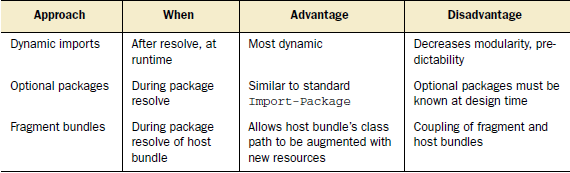 Approach When Advantage Disadvantage
Dynamic imports After resolve, at runtime Most dynamic Decreases modularity, pre-dictability
Optional packages During package resolve Similar to standard Import-Package Optional packages must be known at design time
Fragment bundles During package resolve of host bundle Allows host bundle's class path to be augmented with new resources Coupling of fragment and host bundles